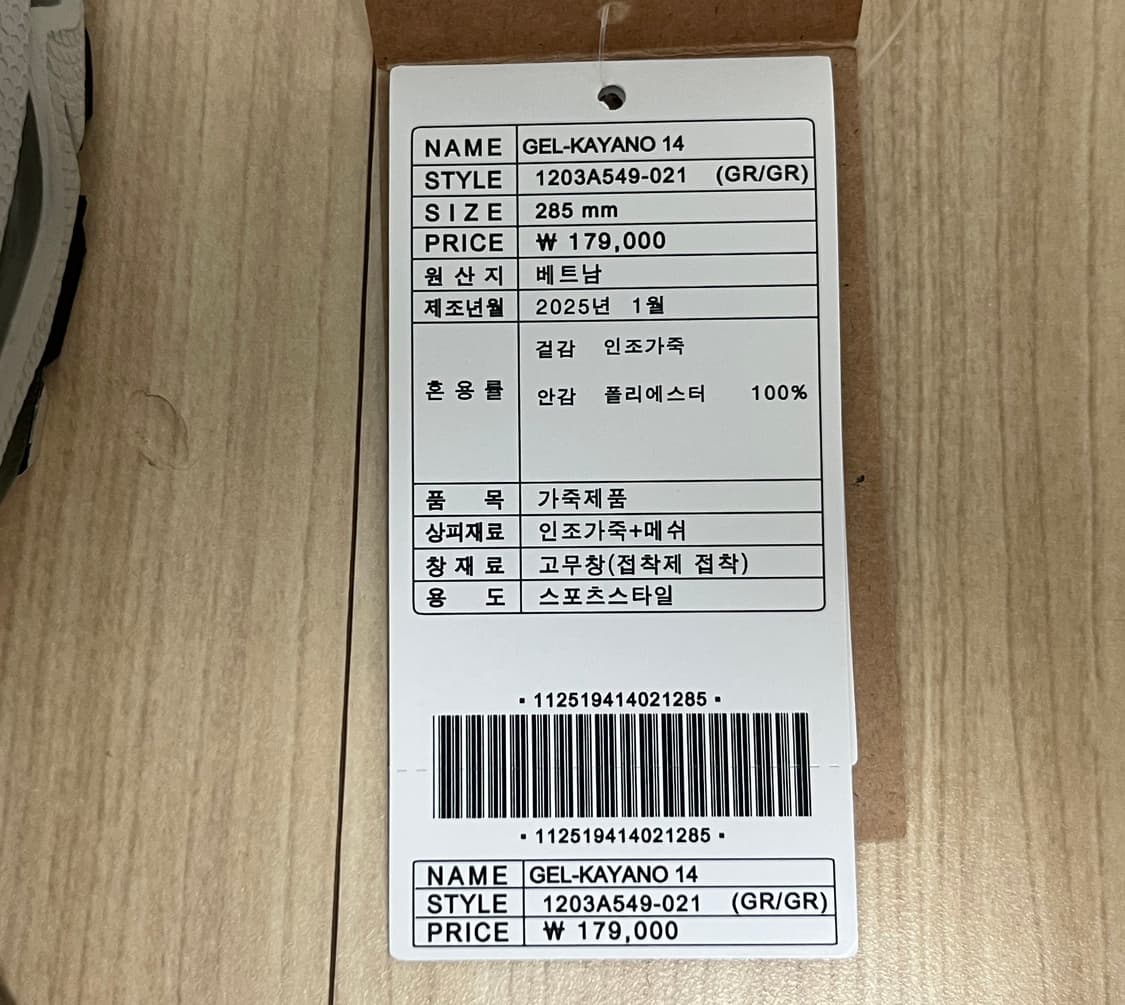 NAME GEL-KAYANO 14
STYLE 1203A549-021 (GR/GR)
SIZE 285 mm
PRICE ₩ 179,000
원산지 베트남
제조년월 2025년 1월
겉감 인조가죽
혼용률
안감 폴리에스터 100%
품목 가죽제품
상피재료 인조가죽+메쉬
창재료 고무창(접착제 접착)
용도 스포츠스타일
▪ 112519414021285 ▪
▪ 112519414021285 ▪
NAME GEL-KAYANO 14
STYLE 1203A549-021 (GR/GR)
PRICE ₩ 179,000